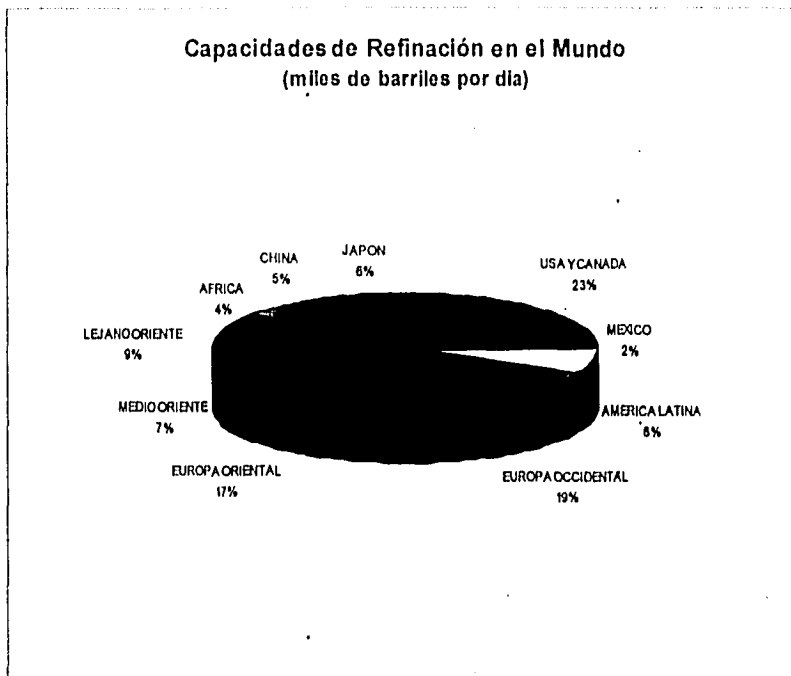 Capacidades de Refinación en el Mundo
(miles de barriles por dia)
JAPON
6%
CHINA
5%
USA Y CANADA
23%
AFRICA
4%
MEXICO
2%
LEJANO ORIENTE
9%
MEDIO ORIENTE
7%
AMERICA LATINA
8%
EUROPA ORIENTAL
17%
EUROPA OCCIDENTAL
19%